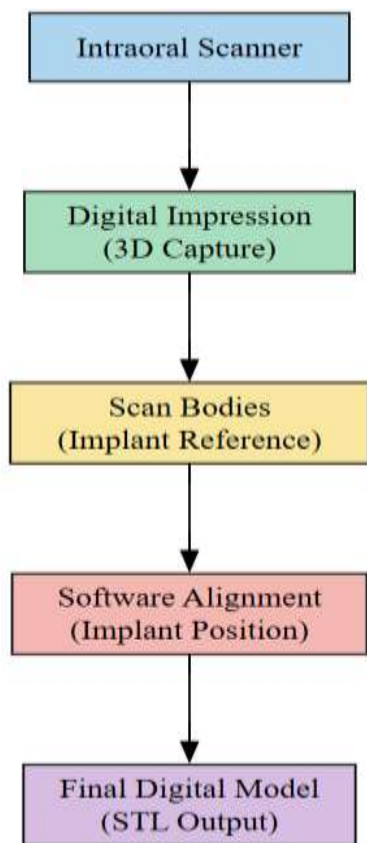 Intraoral Scanner
Digital Impression
(3D Capture)
Scan Bodies
(Implant Reference)
Software Alignment
(Implant Position)
Final Digital Model
(STL Output)